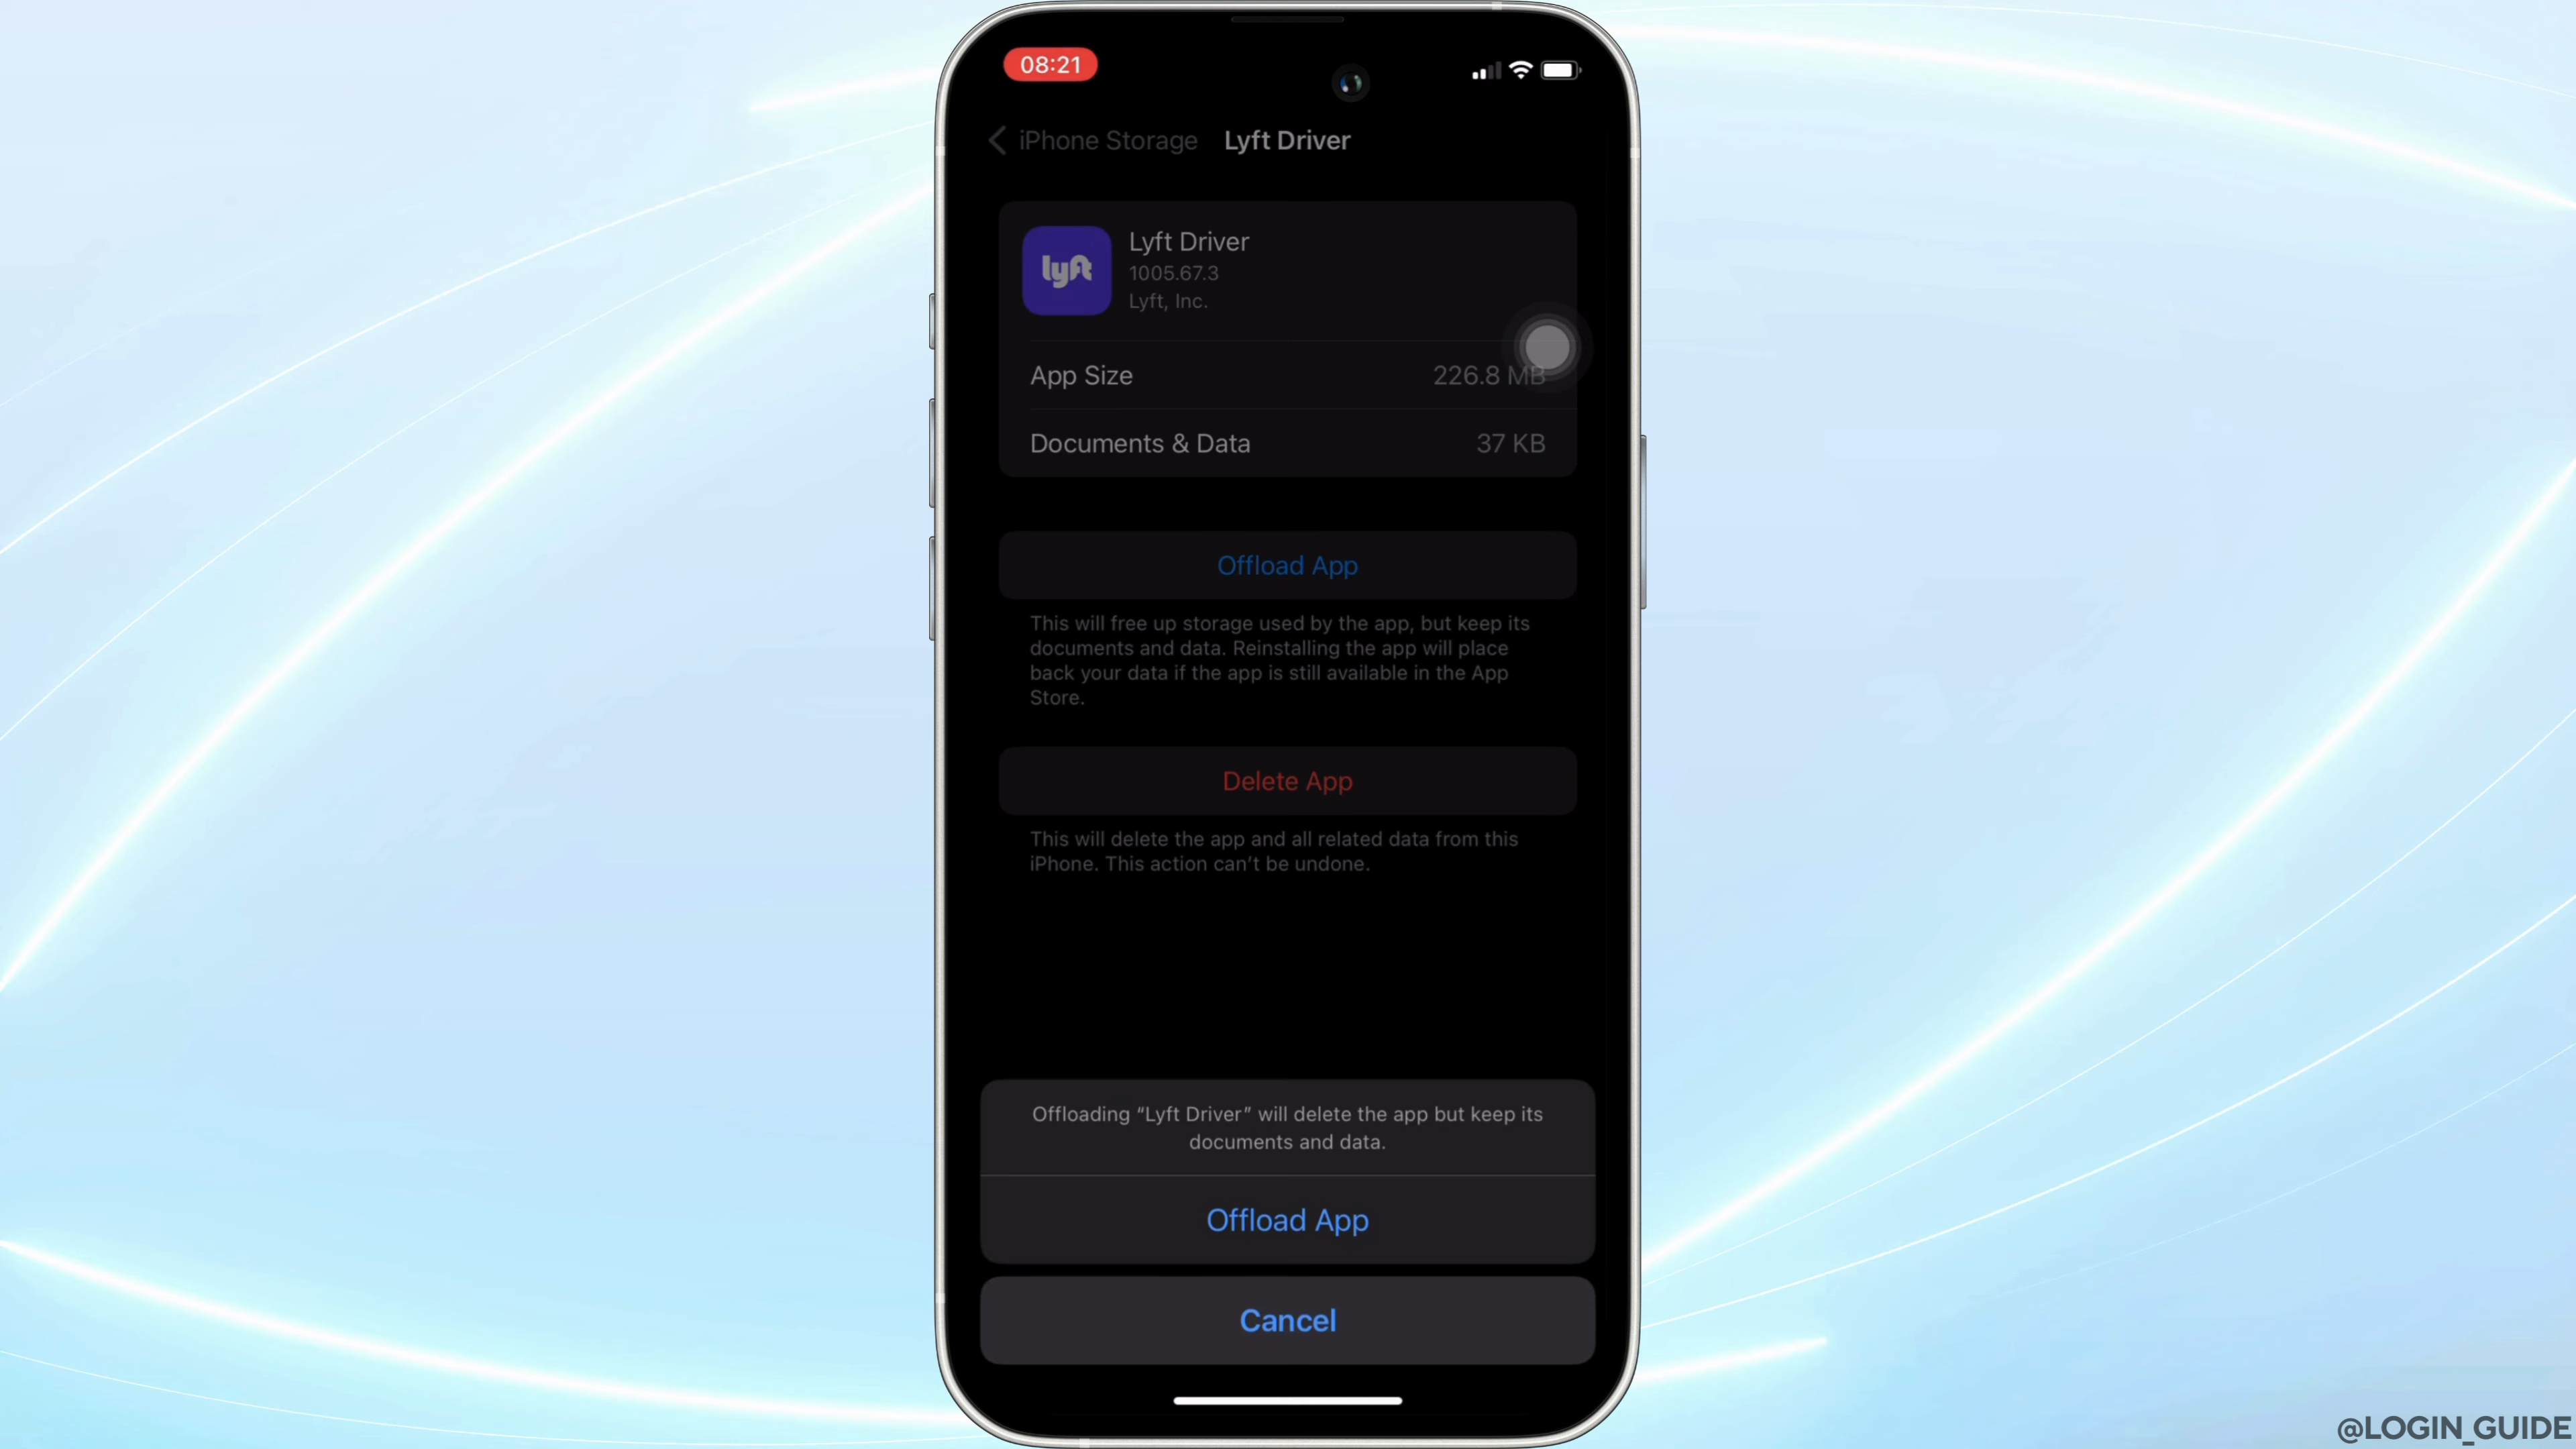 08:21
iPhone Storage Lyft Driver
lyft
Lyft Driver
1005.67.3
Lyft, Inc.
App Size 226.8 MB
Documents & Data 37 KB
Offload App
This will free up storage used by the app, but keep its
documents and data. Reinstalling the app will place
back your data if the app is still available in the App
Store.
Delete App
This will delete the app and all related data from this
iPhone. This action can't be undone.
Offloading “Lyft Driver” will delete the app but keep its
documents and data.
Offload App
Cancel
@LOGIN_GUIDE